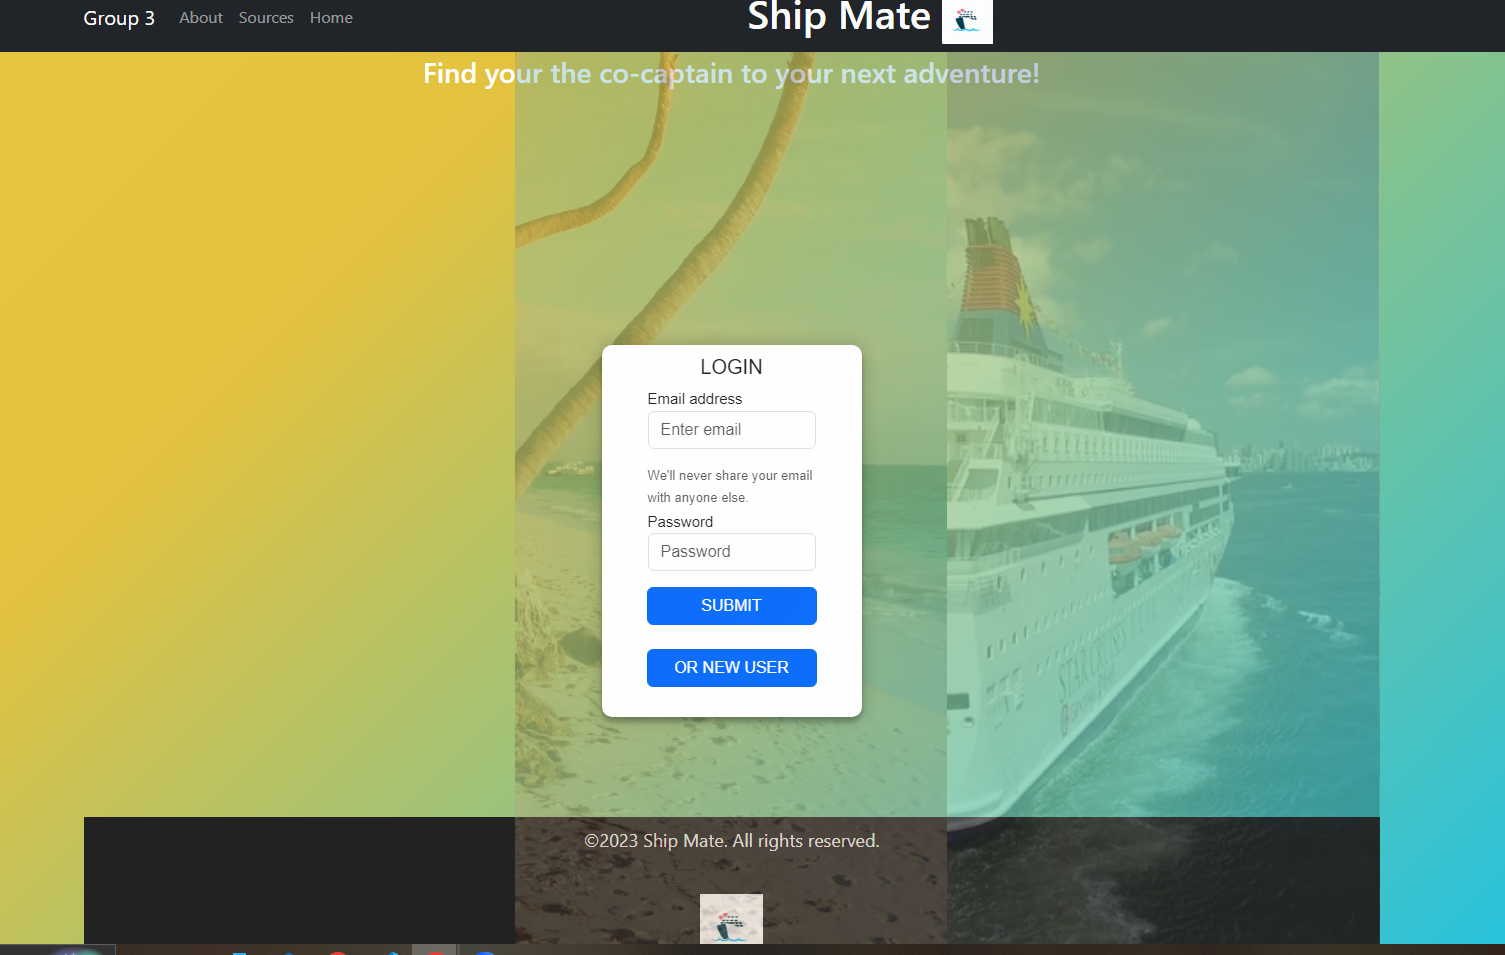 Group 3 About Sources Home
Ship Mate
Find your the co-captain to your next adventure!
LOGIN
Email address
Enter email
We'll never share your email
with anyone else.
Password
Password
SUBMIT
OR NEW USER
STAR CRUISES
©2023 Ship Mate. All rights reserved.